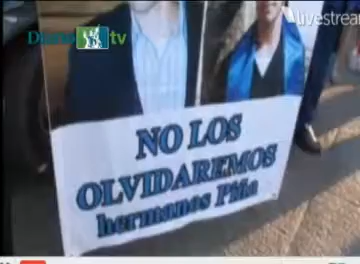 Diario tv
livestream
NO LOS
OLVIDAREMOS
hermanos Piña